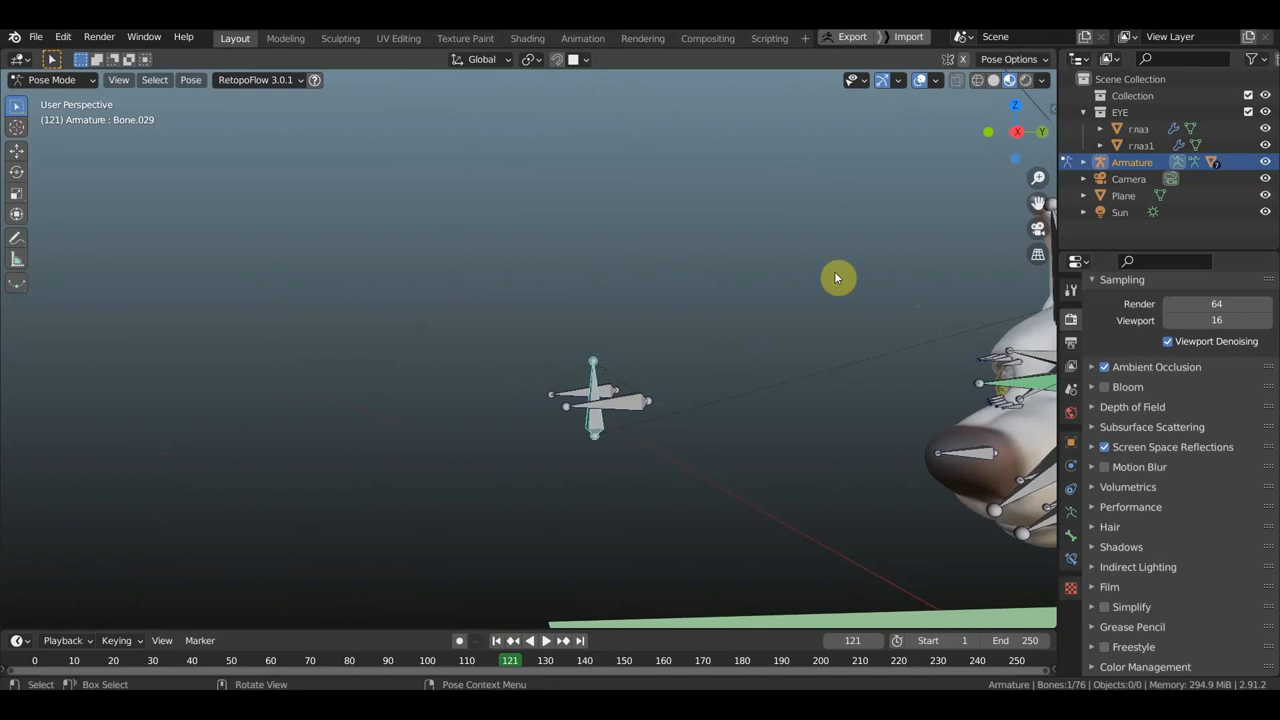 File Edit Render Window Help Layout Modeling Sculpting UV Editing Texture Paint Shading Animation Rendering Compositing Scripting + Export Import Scene View Layer
Global Pose Options
Pose Mode View Select Pose RetopoFlow 3.0.1
User Perspective
(121) Armature : Bone.029
Z
X
Y
Scene Collection
Collection
EYE
глаз
глаз1
Armature 7
Camera
Plane
Sun
Sampling
Render 64
Viewport 16
Viewport Denoising
Ambient Occlusion
Bloom
Depth of Field
Subsurface Scattering
Screen Space Reflections
Motion Blur
Volumetrics
Performance
Hair
Shadows
Indirect Lighting
Film
Simplify
Grease Pencil
Freestyle
Color Management
Playback Keying View Marker 121 Start 1 End 250
0 10 20 30 40 50 60 70 80 90 100 110 121 130 140 150 160 170 180 190 200 210 220 230 240 250
Select Box Select Rotate View Pose Context Menu Armature | Bones:1/76 | Objects:0/0 | Memory: 294.9 MiB | 2.91.2